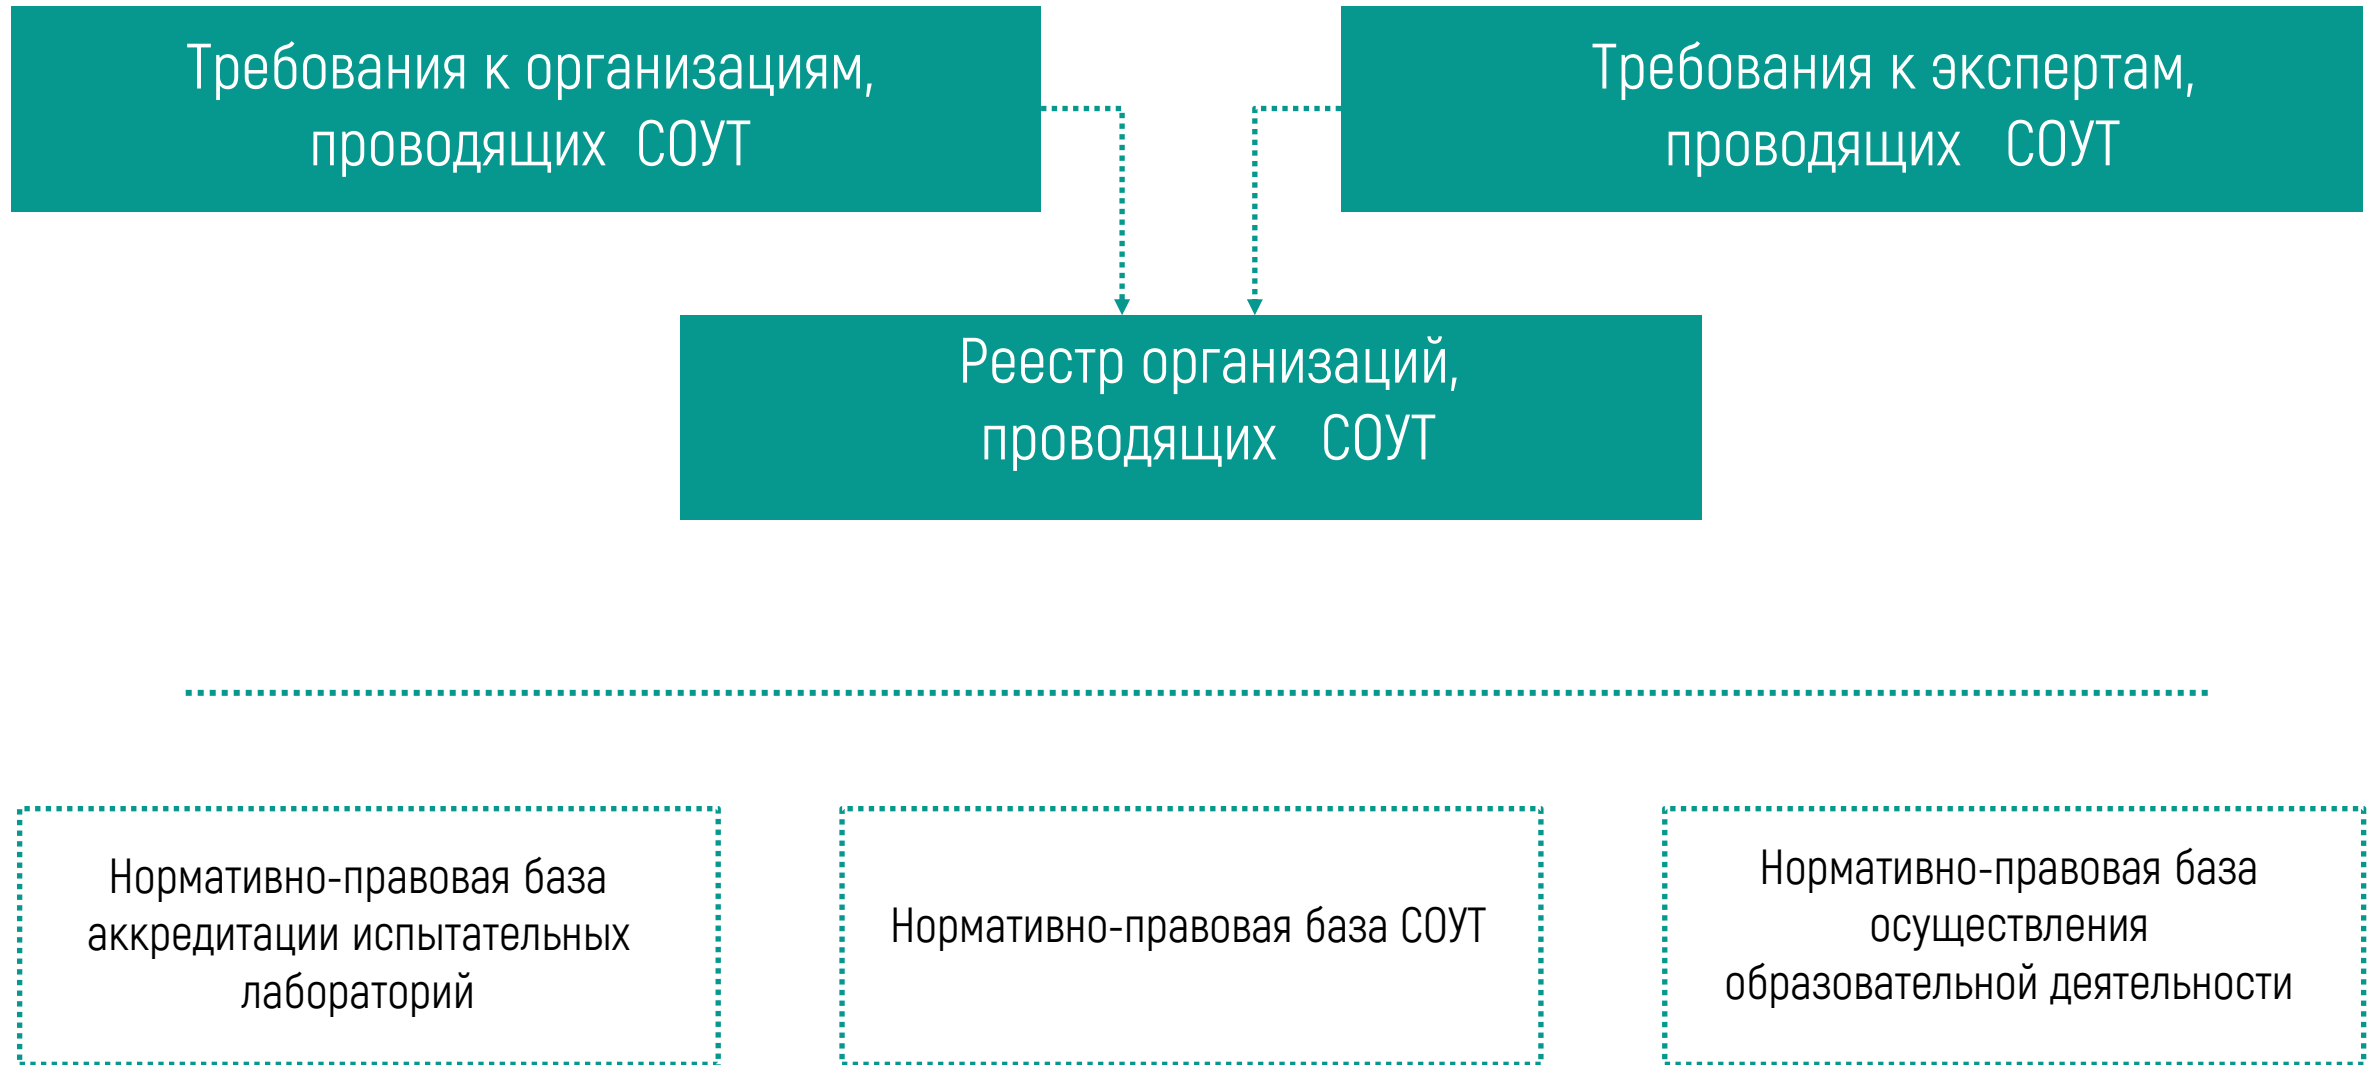 Требования к организациям,
проводящих СОУТ
Требования к экспертам,
проводящих СОУТ
Реестр организаций,
проводящих СОУТ
Нормативно-правовая база
аккредитации испытательных
лабораторий
Нормативно-правовая база СОУТ
Нормативно-правовая база
осуществления
образовательной деятельности